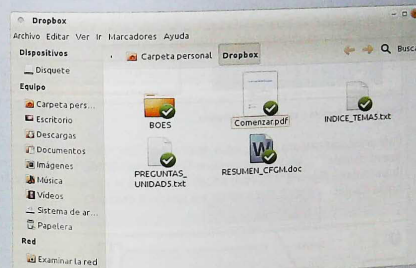 Dropbox
Archivo Editar Ver Ir Marcadores Ayuda
Dispositivos
Disquete
Equipo
Carpeta pers...
Escritorio
Descargas
Documentos
Imágenes
Música
Vídeos
Sistema de ar...
Papelera
Red
Examinar la red
Carpeta personal Dropbox
BOES
Comenzar.pdf
INDICE_TEMA5.txt
PREGUNTAS_
UNIDAD5.txt
RESUMEN_CFGM.doc